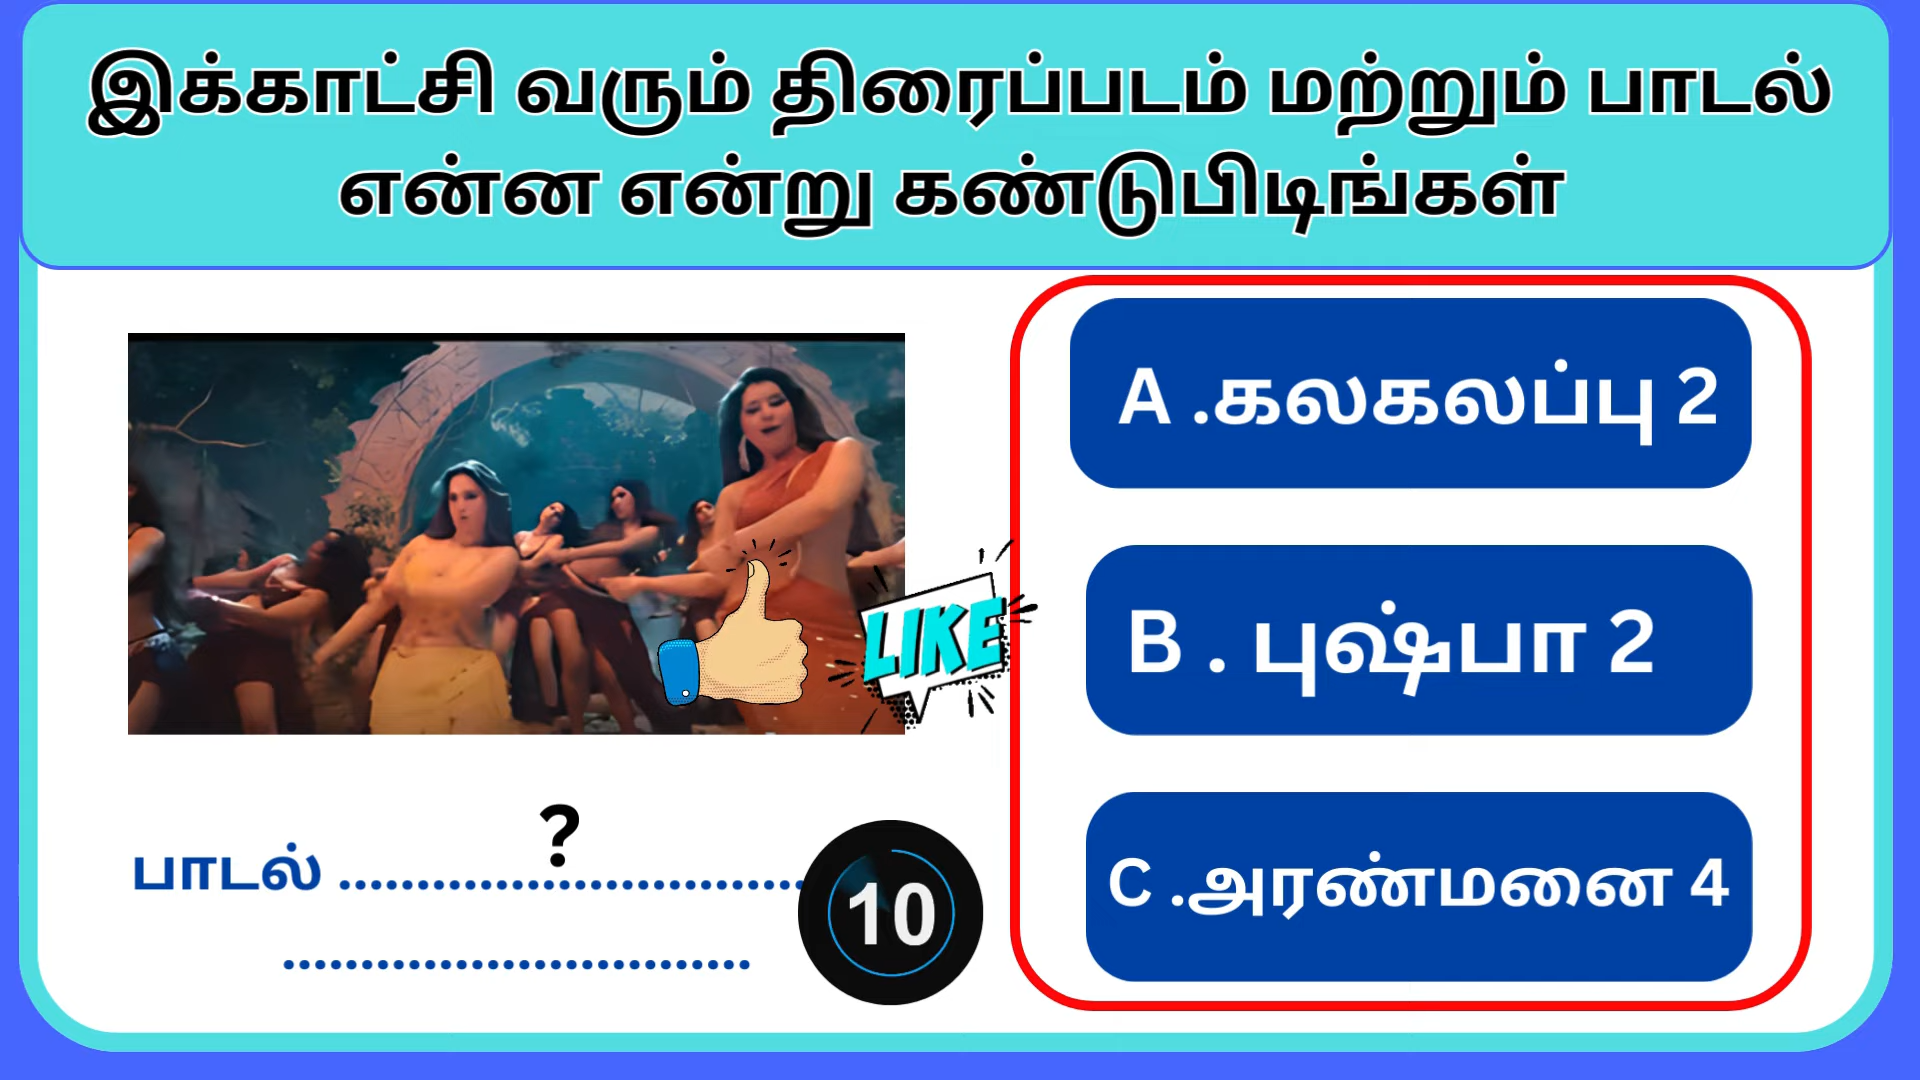 இக்காட்சி வரும் திரைப்படம் மற்றும் பாடல்
என்ன என்று கண்டுபிடிங்கள்
A .கலகலப்பு 2
LIKE
B . புஷ்பா 2
?
பாடல் ..............................
..............................
10
C .அரண்மனை 4